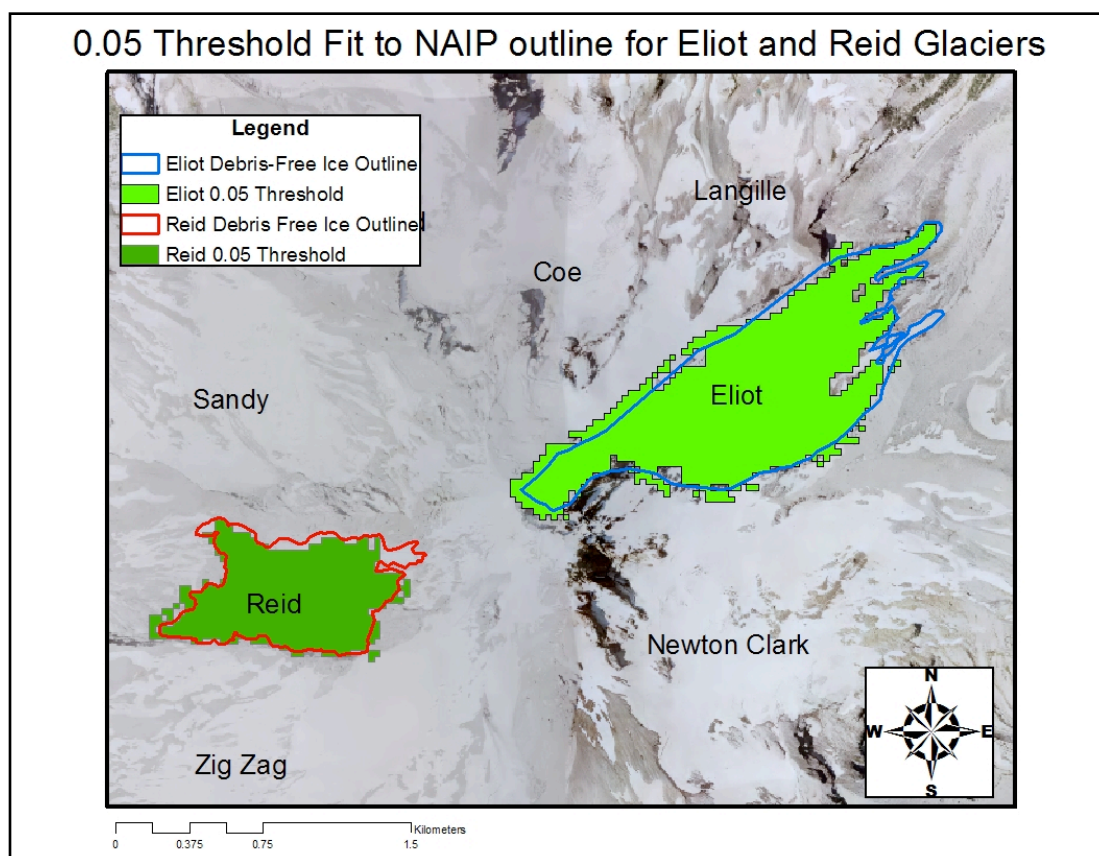 0.05 Threshold Fit to NAIP outline for Eliot and Reid Glaciers
Legend
Eliot Debris-Free Ice Outline
Eliot 0.05 Threshold
Reid Debris Free Ice Outline
Reid 0.05 Threshold
Langille
Coe
Sandy
Eliot
Reid
Newton Clark
Zig Zag
N
W E
S
Kilometers
0 0.375 0.75 1.5